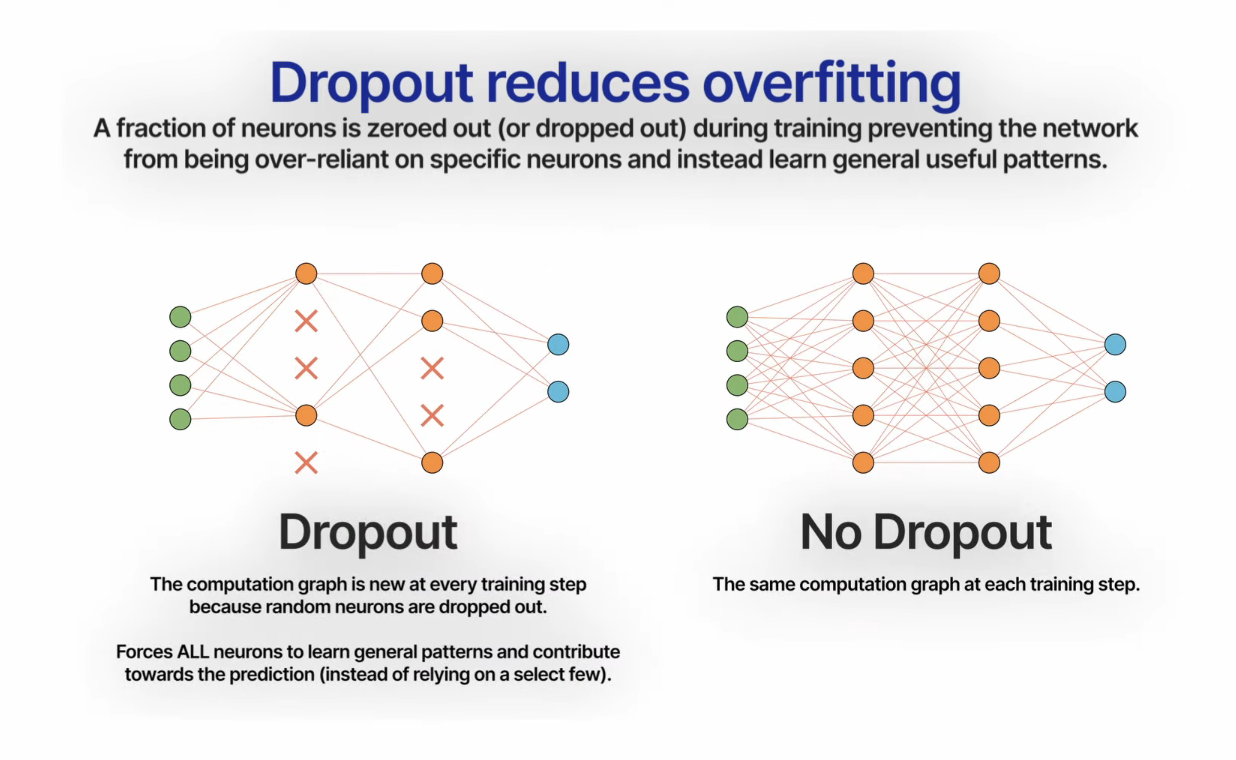 Dropout reduces overfitting
A fraction of neurons is zeroed out (or dropped out) during training preventing the network
from being over-reliant on specific neurons and instead learn general useful patterns.
Dropout
The computation graph is new at every training step
because random neurons are dropped out.
Forces ALL neurons to learn general patterns and contribute
towards the prediction (instead of relying on a select few).
No Dropout
The same computation graph at each training step.